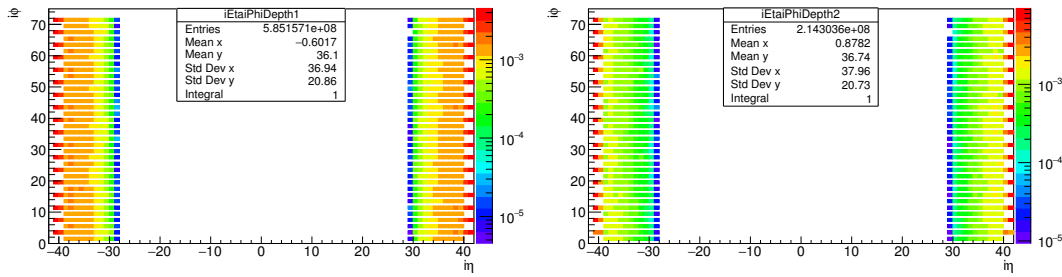 iφ
iEtaiPhiDepth1
Entries 5.851571e+08
Mean x −0.6017
Mean y 36.1
Std Dev x 36.94
Std Dev y 20.86
Integral 1
70
60
50
40
30
20
10
0
−40 −30 −20 −10 0 10 20 30 40
iη
10⁻³
10⁻⁴
10⁻⁵
iφ
iEtaiPhiDepth2
Entries 2.143036e+08
Mean x 0.8782
Mean y 36.74
Std Dev x 37.96
Std Dev y 20.73
Integral 1
70
60
50
40
30
20
10
0
−40 −30 −20 −10 0 10 20 30 40
iη
10⁻³
10⁻⁴
10⁻⁵